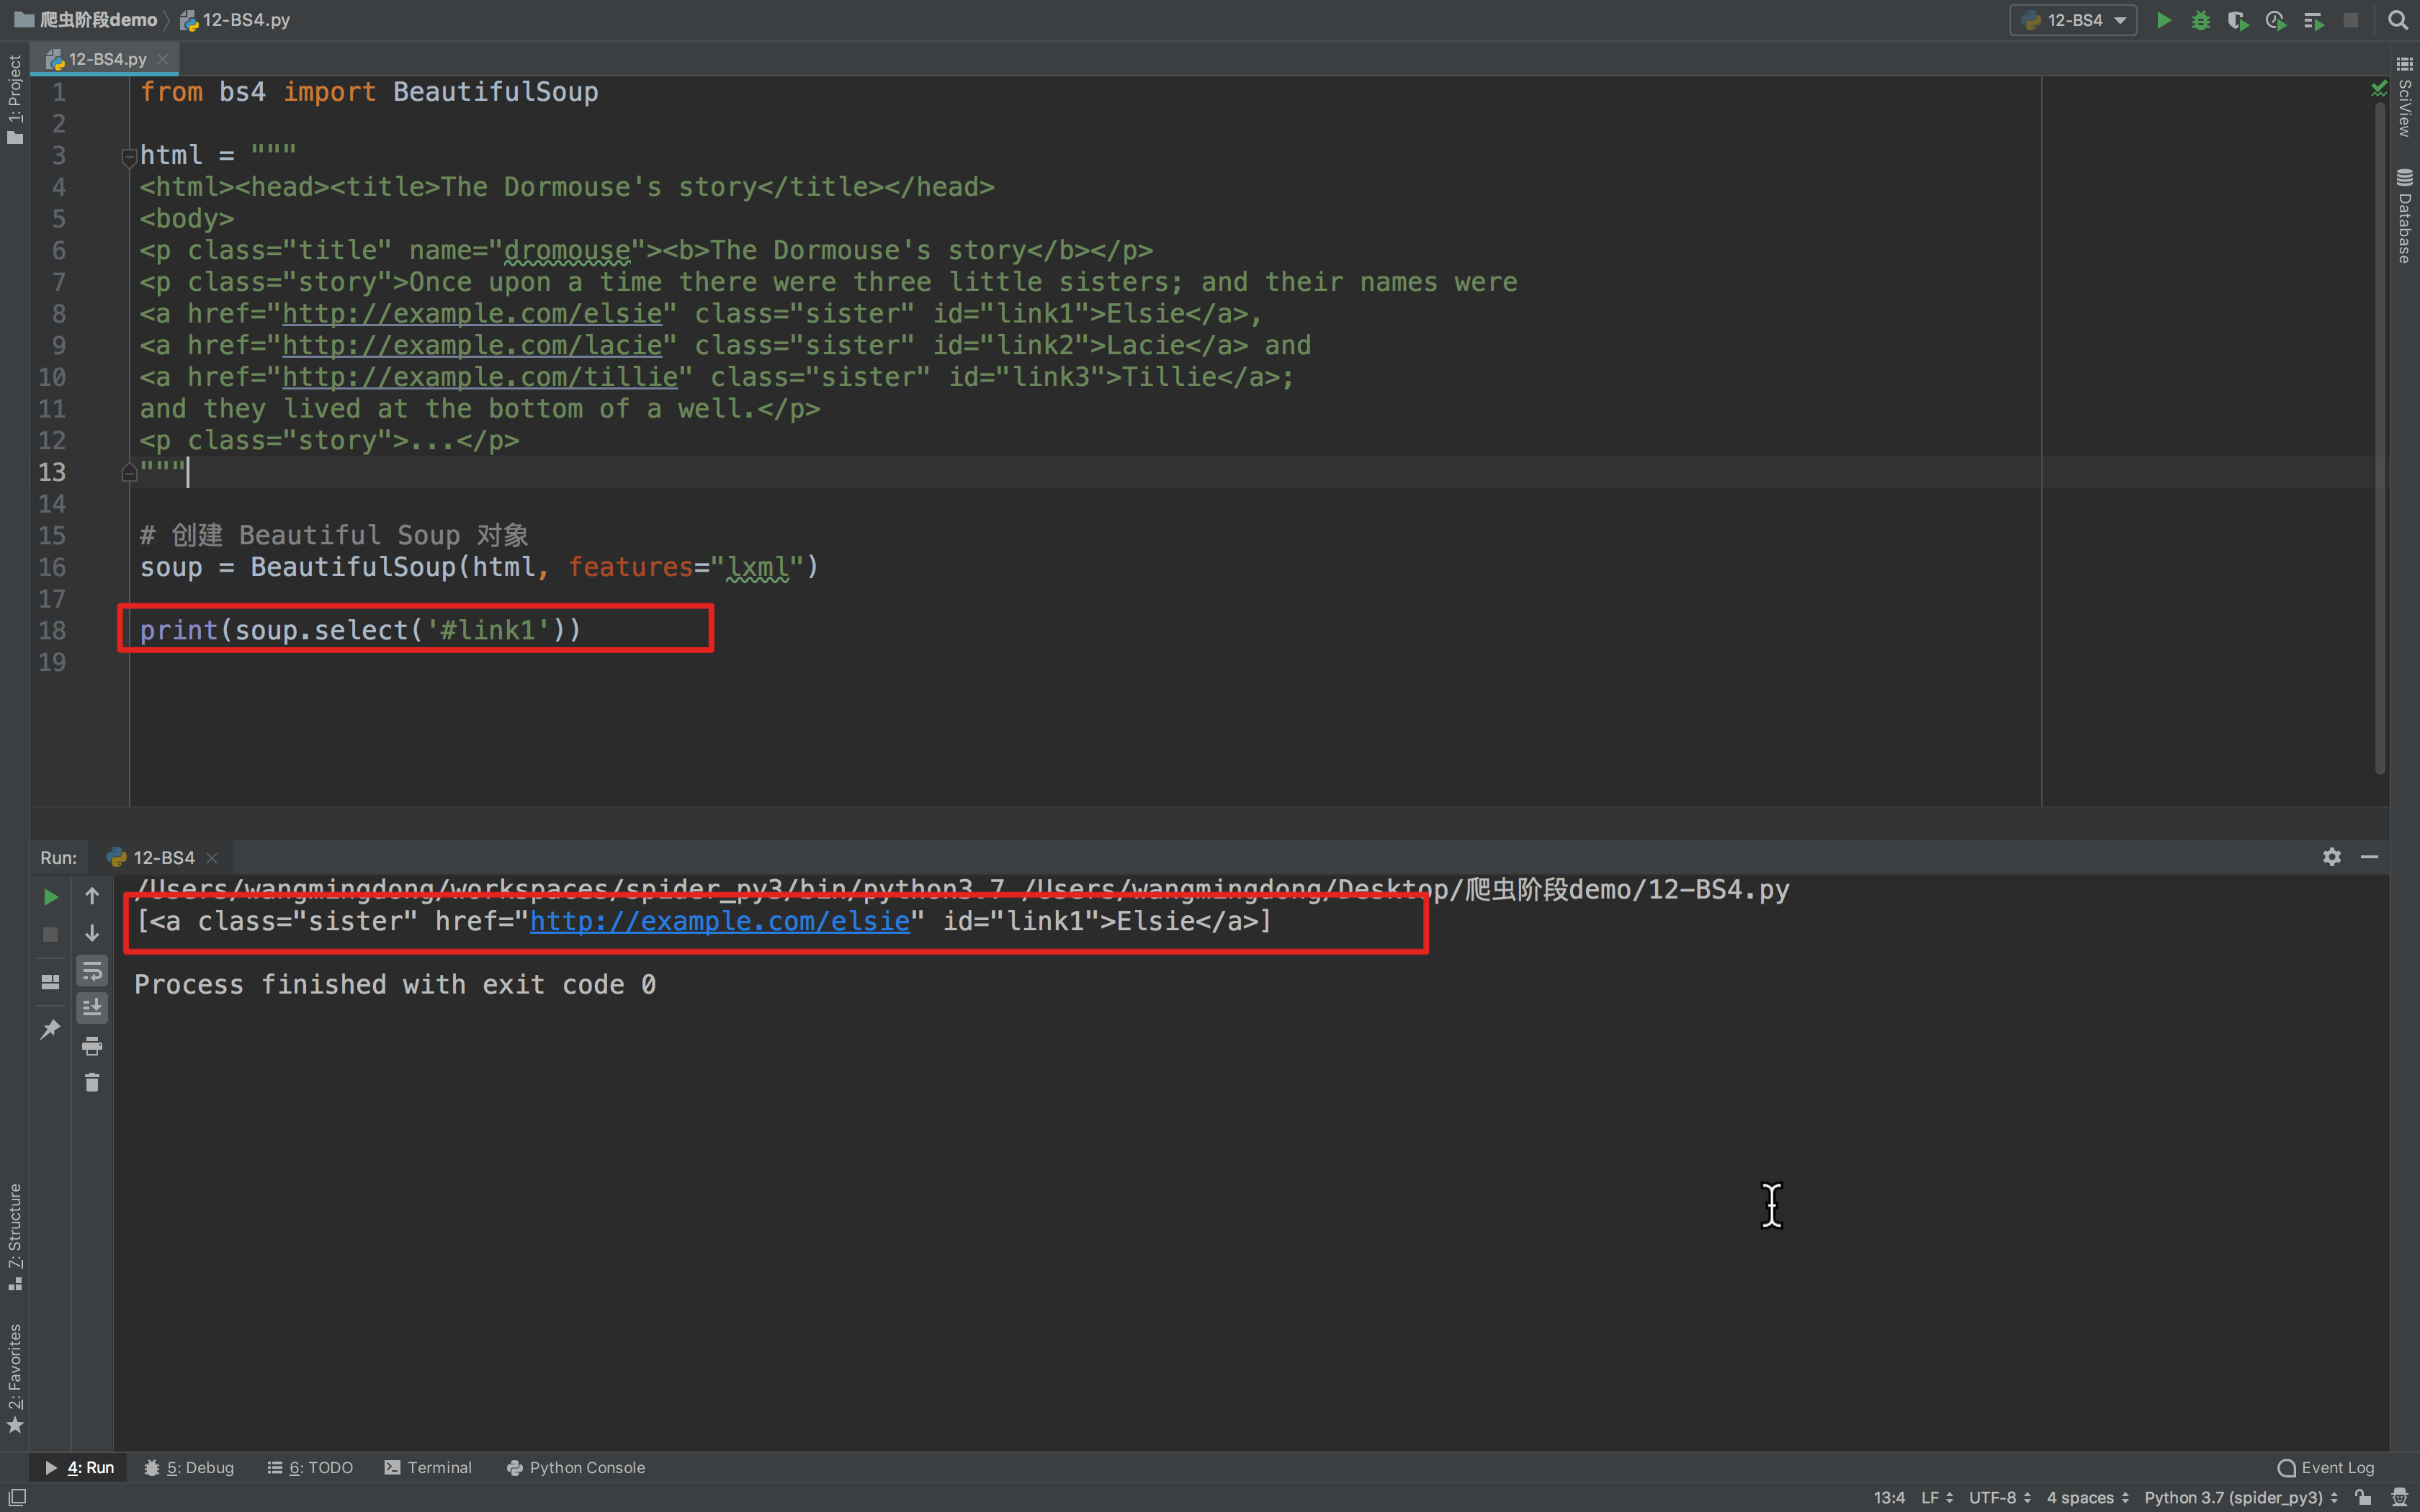 爬虫阶段demo 12-BS4.py 12-BS4
12-BS4.py
1: Project
SciView
Database
1 from bs4 import BeautifulSoup
2
3 html = """
4 <html><head><title>The Dormouse's story</title></head>
5 <body>
6 <p class="title" name="dromouse"><b>The Dormouse's story</b></p>
7 <p class="story">Once upon a time there were three little sisters; and their names were
8 <a href="http://example.com/elsie" class="sister" id="link1">Elsie</a>,
9 <a href="http://example.com/lacie" class="sister" id="link2">Lacie</a> and
10 <a href="http://example.com/tillie" class="sister" id="link3">Tillie</a>;
11 and they lived at the bottom of a well.</p>
12 <p class="story">...</p>
13 """
14
15 # 创建 Beautiful Soup 对象
16 soup = BeautifulSoup(html, features="lxml")
17
18 print(soup.select('#link1'))
19
Run: 12-BS4
/Users/wangmingdong/workspaces/spider_py3/bin/python3.7 /Users/wangmingdong/Desktop/爬虫阶段demo/12-BS4.py
[<a class="sister" href="http://example.com/elsie" id="link1">Elsie</a>]
Process finished with exit code 0
7: Structure
2: Favorites
4: Run 5: Debug 6: TODO Terminal Python Console Event Log
13:4 LF UTF-8 4 spaces Python 3.7 (spider_py3)